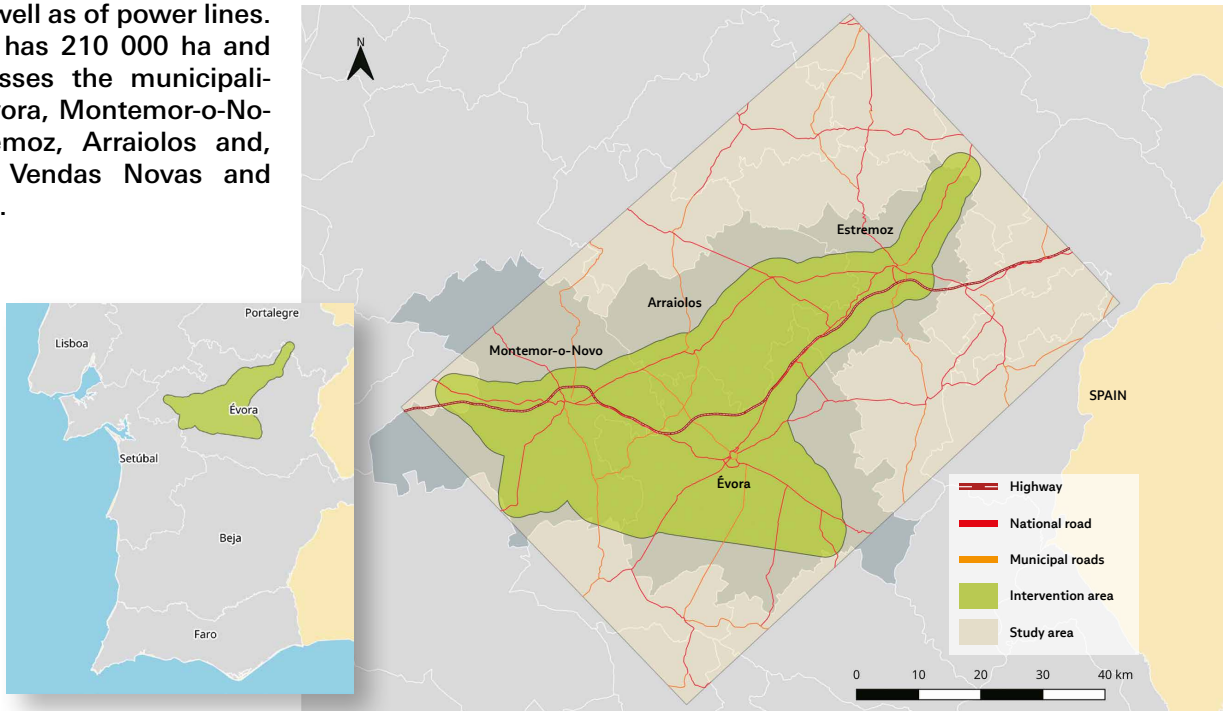 well as of power lines.
has 210 000 ha and
sses the municipali-
vora, Montemor-o-No-
emoz, Arraiolos and,
Vendas Novas and
.
N
Estremoz
Arraiolos
Montemor-o-Novo
Évora
SPAIN
Highway
National road
Municipal roads
Intervention area
Study area
0 10 20 30 40 km
Portalegre
Lisboa
Évora
Setúbal
Beja
Faro